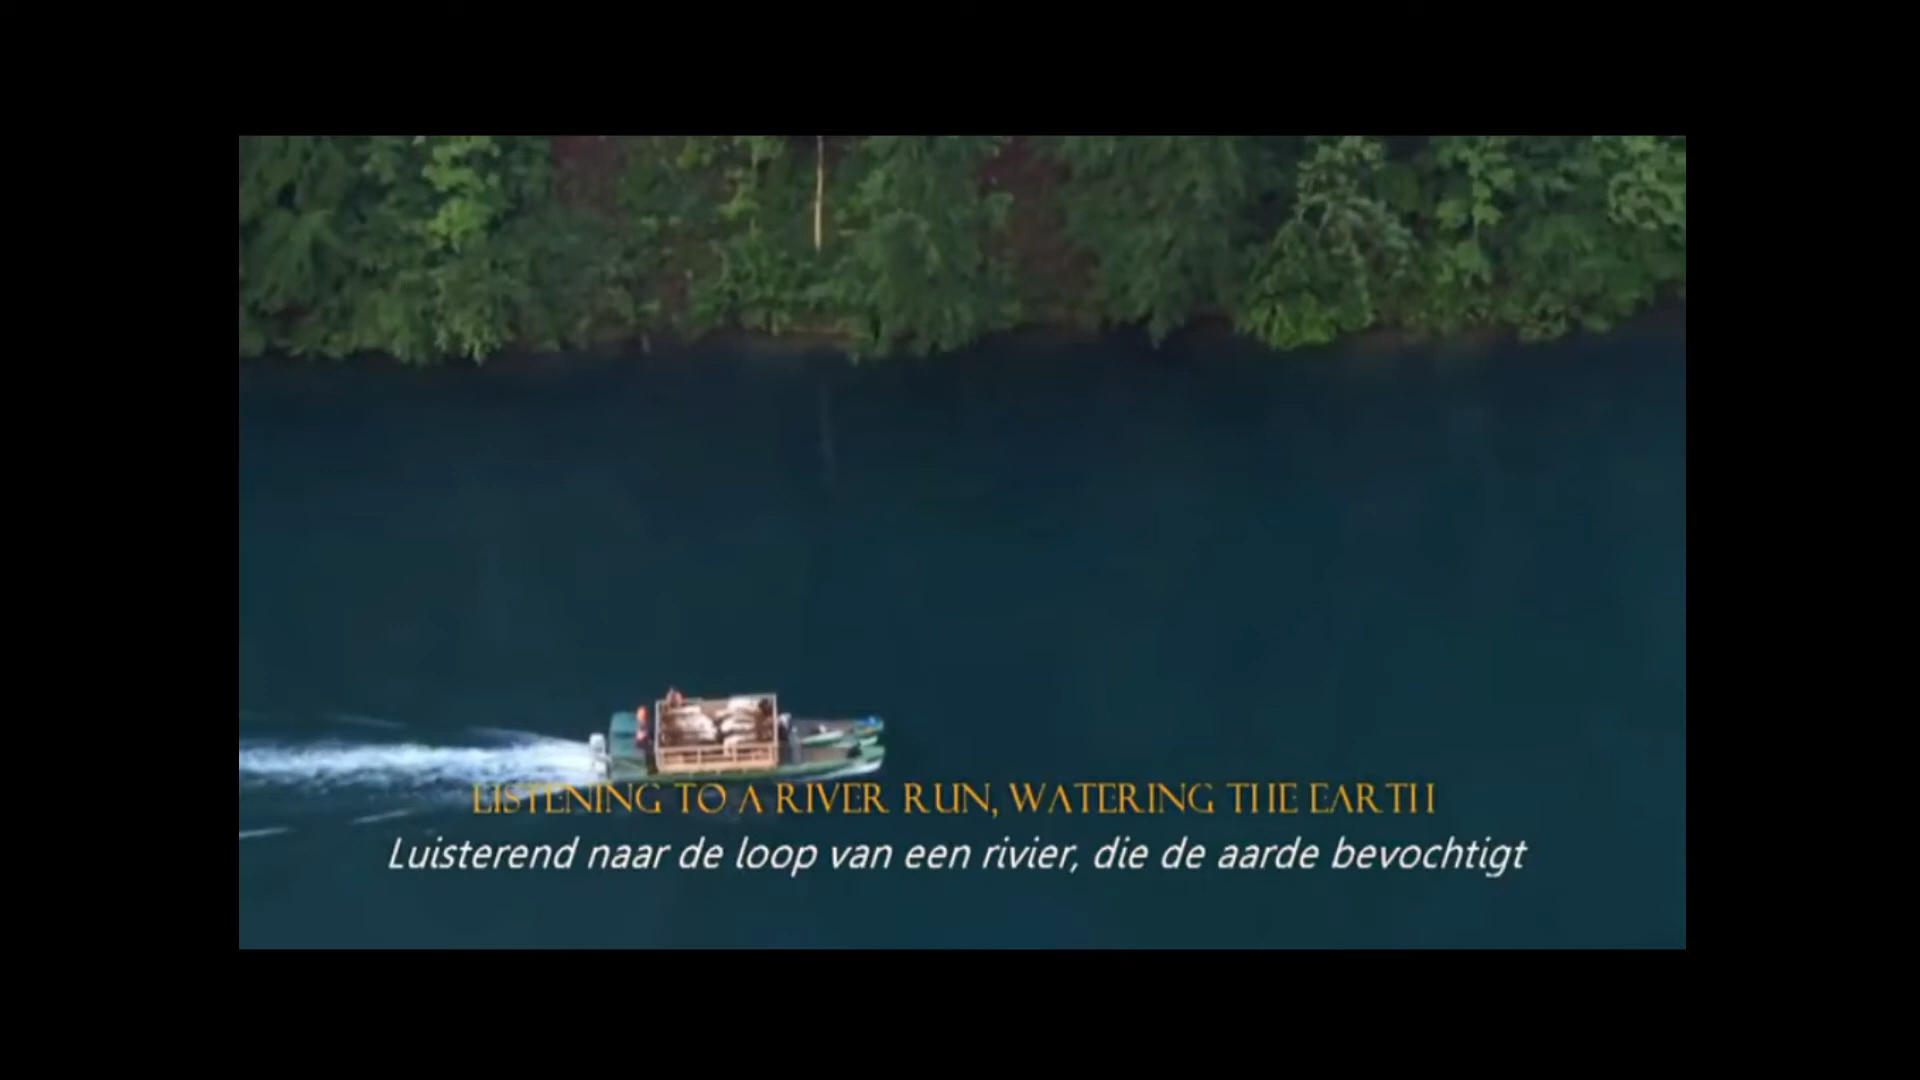 LISTENING TO A RIVER RUN, WATERING THE EARTH
Luisterend naar de loop van een rivier, die de aarde bevochtigt